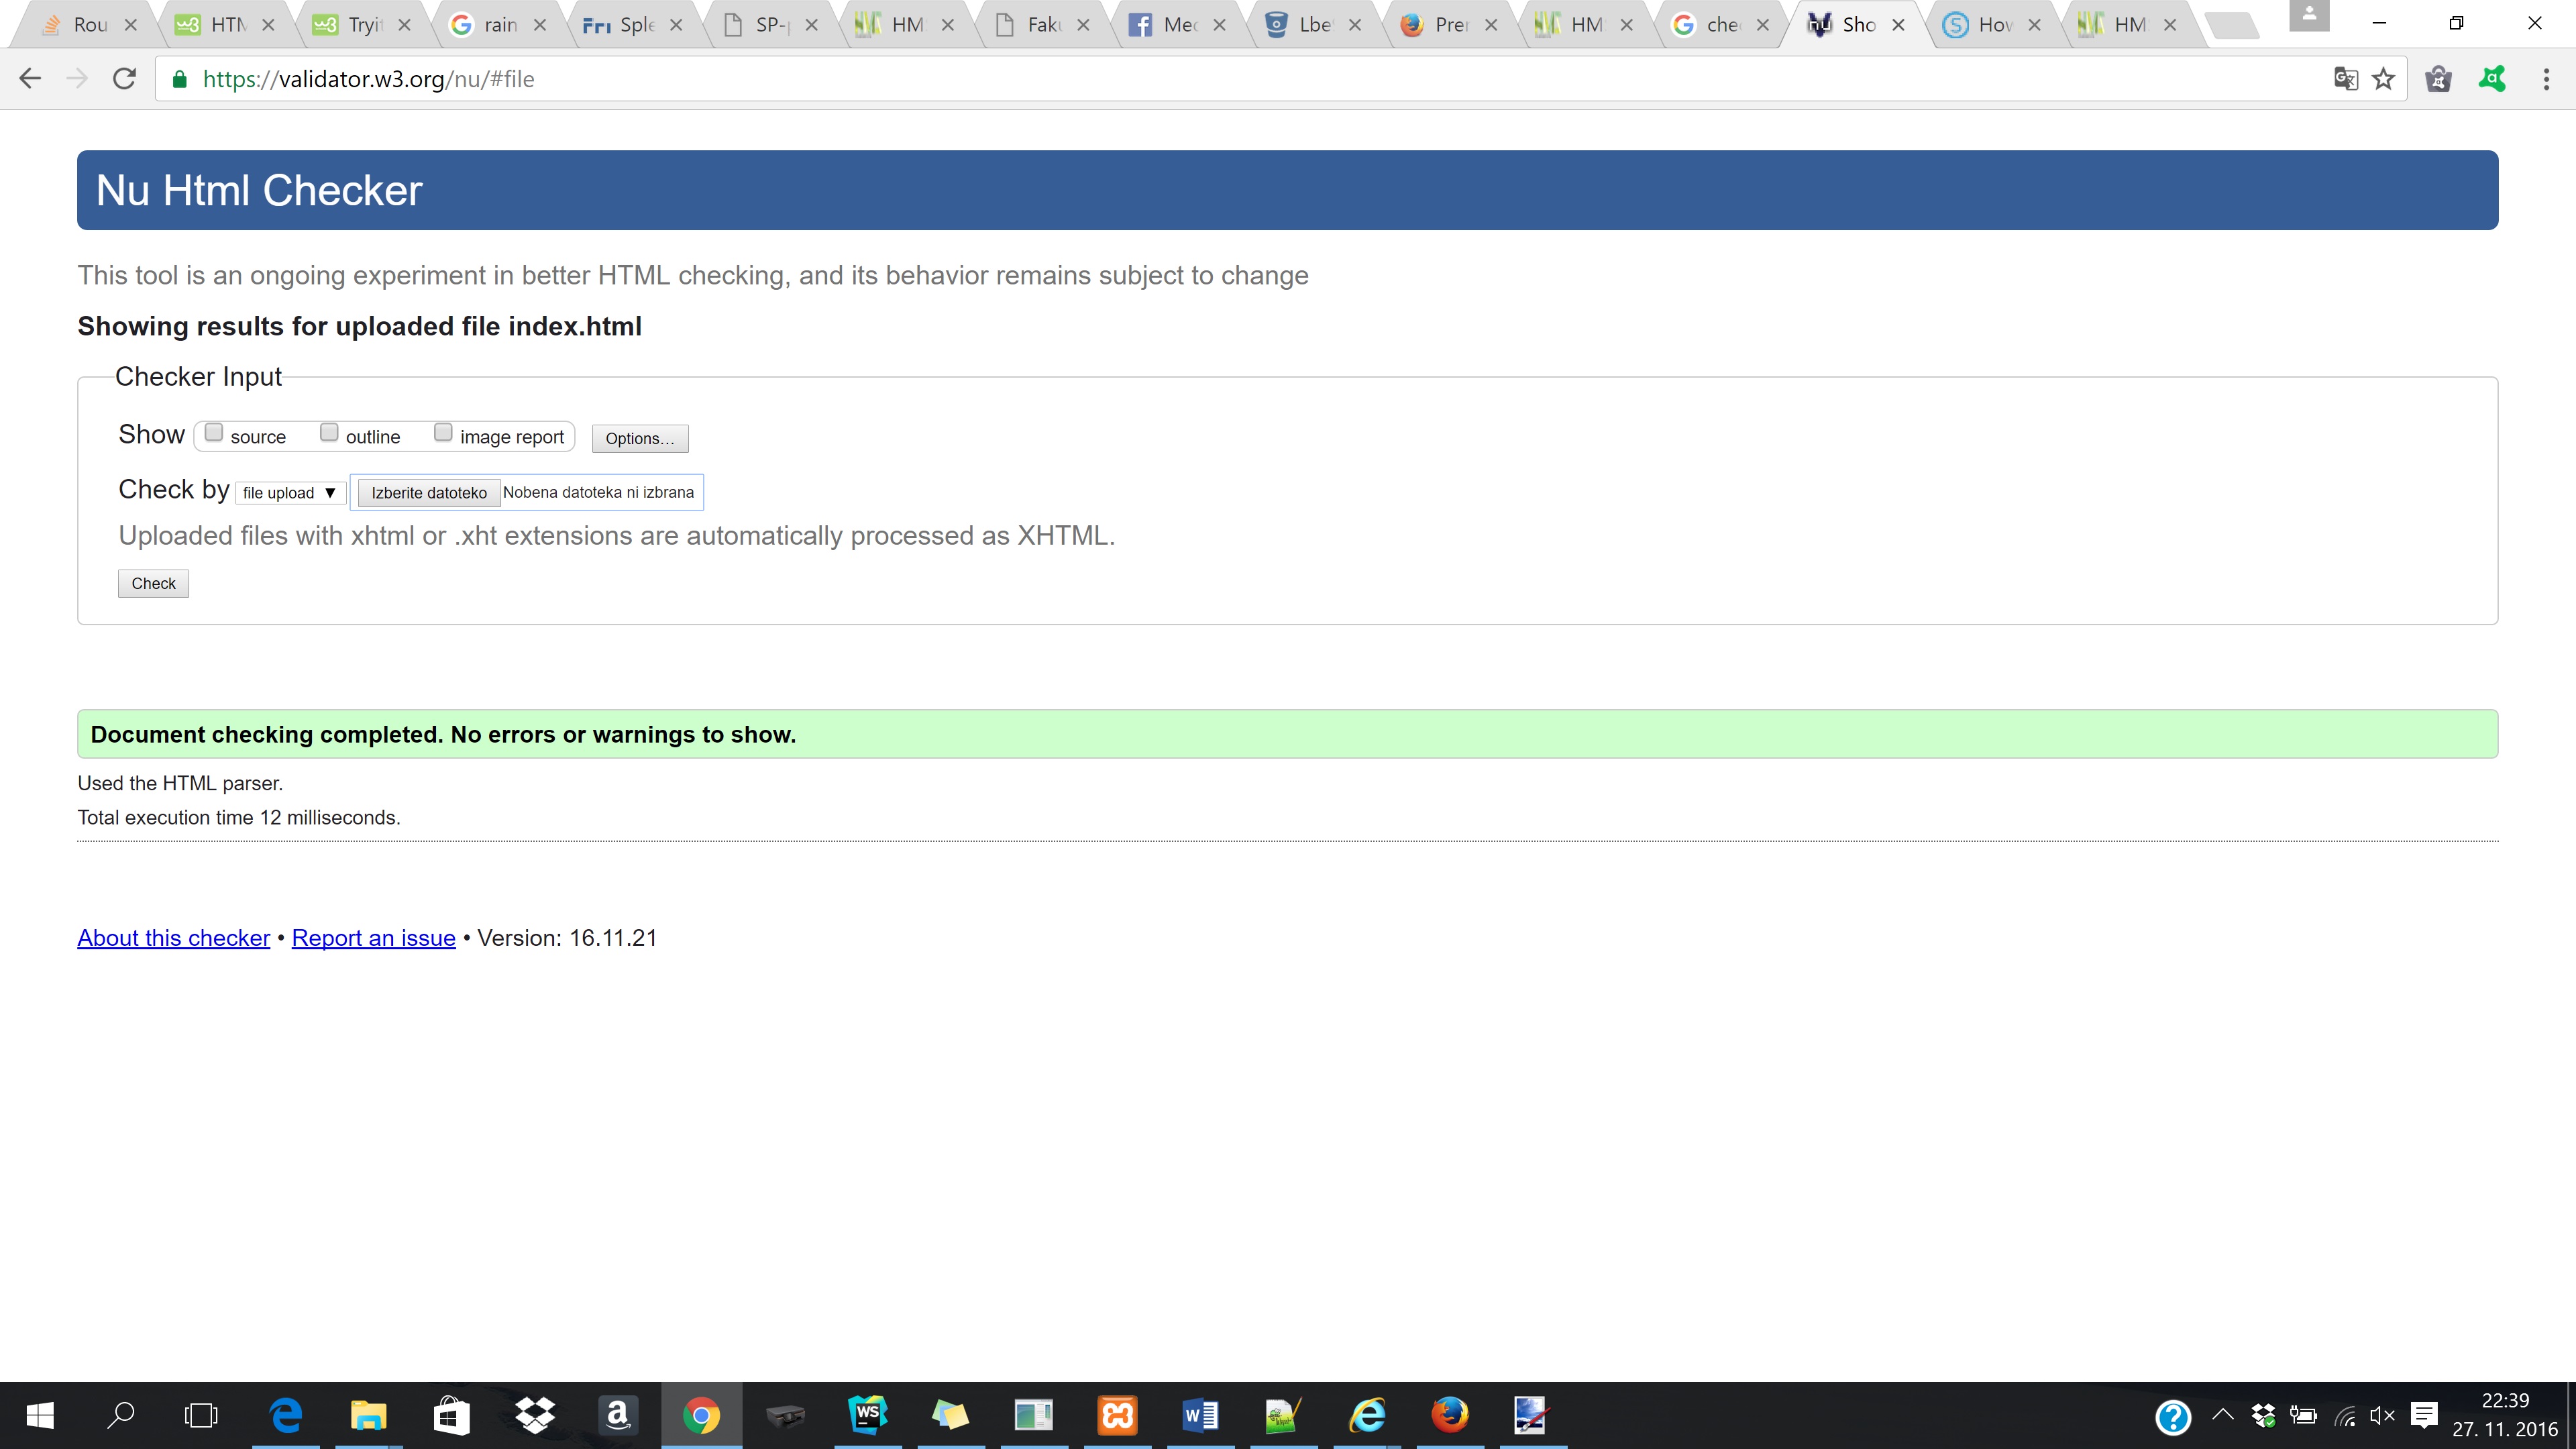 Rou HTM Tryit rain Fri Sple SP-p HM Faku Med Lbe Prer HM che Sho How HM
https://validator.w3.org/nu/#file
Nu Html Checker
This tool is an ongoing experiment in better HTML checking, and its behavior remains subject to change
Showing results for uploaded file index.html
Checker Input
Show source outline image report Options...
Check by file upload ▼ Izberite datoteko Nobena datoteka ni izbrana
Uploaded files with xhtml or .xht extensions are automatically processed as XHTML.
Check
Document checking completed. No errors or warnings to show.
Used the HTML parser.
Total execution time 12 milliseconds.
About this checker • Report an issue • Version: 16.11.21
22:39
27. 11. 2016